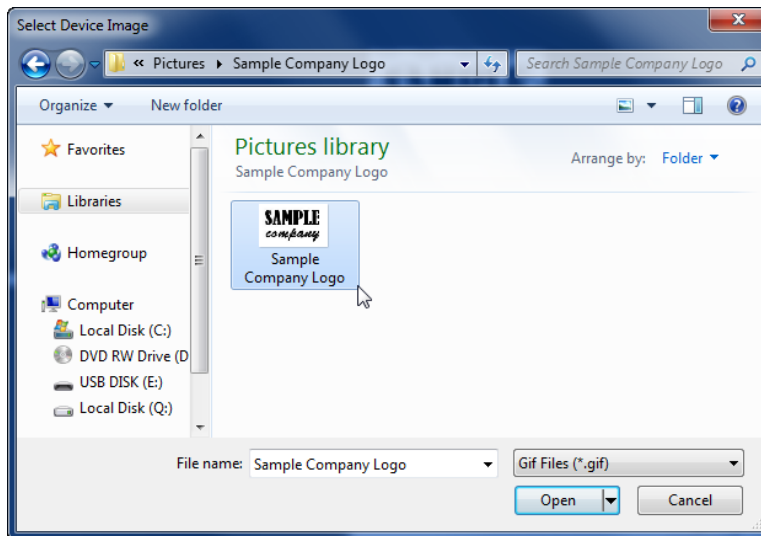 Select Device Image
« Pictures Sample Company Logo
Search Sample Company Logo
Organize
New folder
Favorites
Libraries
Homegroup
Computer
Local Disk (C:)
DVD RW Drive (D
USB DISK (E:)
Local Disk (Q:)
Pictures library
Sample Company Logo
Arrange by: Folder
SAMPLE
company
Sample
Company Logo
File name: Sample Company Logo
Gif Files (*.gif)
Open
Cancel